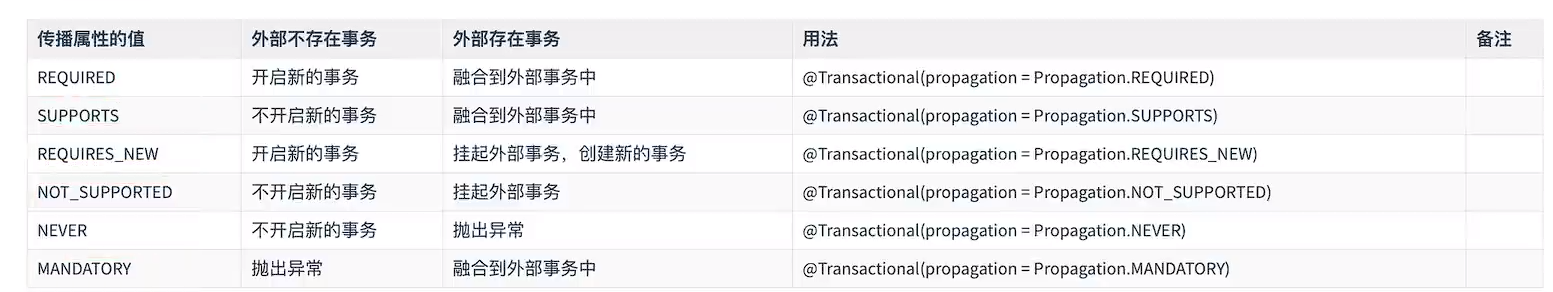 传播属性的值 外部不存在事务 外部存在事务 用法 备注
REQUIRED 开启新的事务 融合到外部事务中 @Transactional(propagation = Propagation.REQUIRED)
SUPPORTS 不开启新的事务 融合到外部事务中 @Transactional(propagation = Propagation.SUPPORTS)
REQUIRES_NEW 开启新的事务 挂起外部事务，创建新的事务 @Transactional(propagation = Propagation.REQUIRES_NEW)
NOT_SUPPORTED 不开启新的事务 挂起外部事务 @Transactional(propagation = Propagation.NOT_SUPPORTED)
NEVER 不开启新的事务 抛出异常 @Transactional(propagation = Propagation.NEVER)
MANDATORY 抛出异常 融合到外部事务中 @Transactional(propagation = Propagation.MANDATORY)